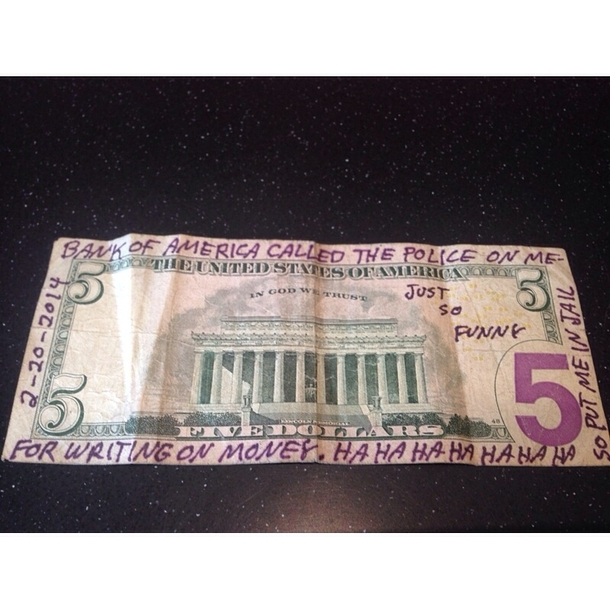 BANK OF AMERICA CALLED THE POLICE ON ME-
5 THE UNITED STATES OF AMERICA 5
IN GOD WE TRUST
JUST
SO
FUNNY
2-20-2014
SO PUT ME IN JAIL
5
5
LINCOLN MEMORIAL
FIVE DOLLARS
FOR WRITING ON MONEY. HA HA HA HA HA HA HA